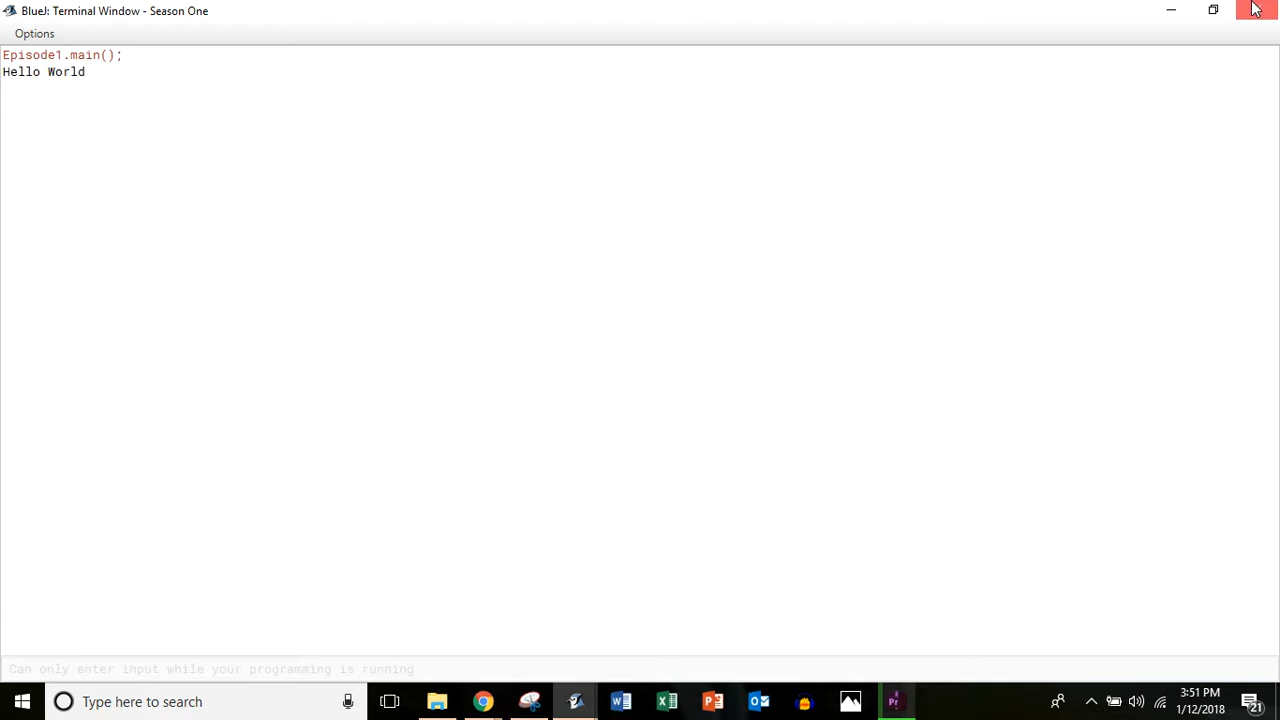 BlueJ: Terminal Window - Season One
Options
Episode1.main();
Hello World
Can only enter input while your programming is running
Type here to search
3:51 PM
1/12/2018
21